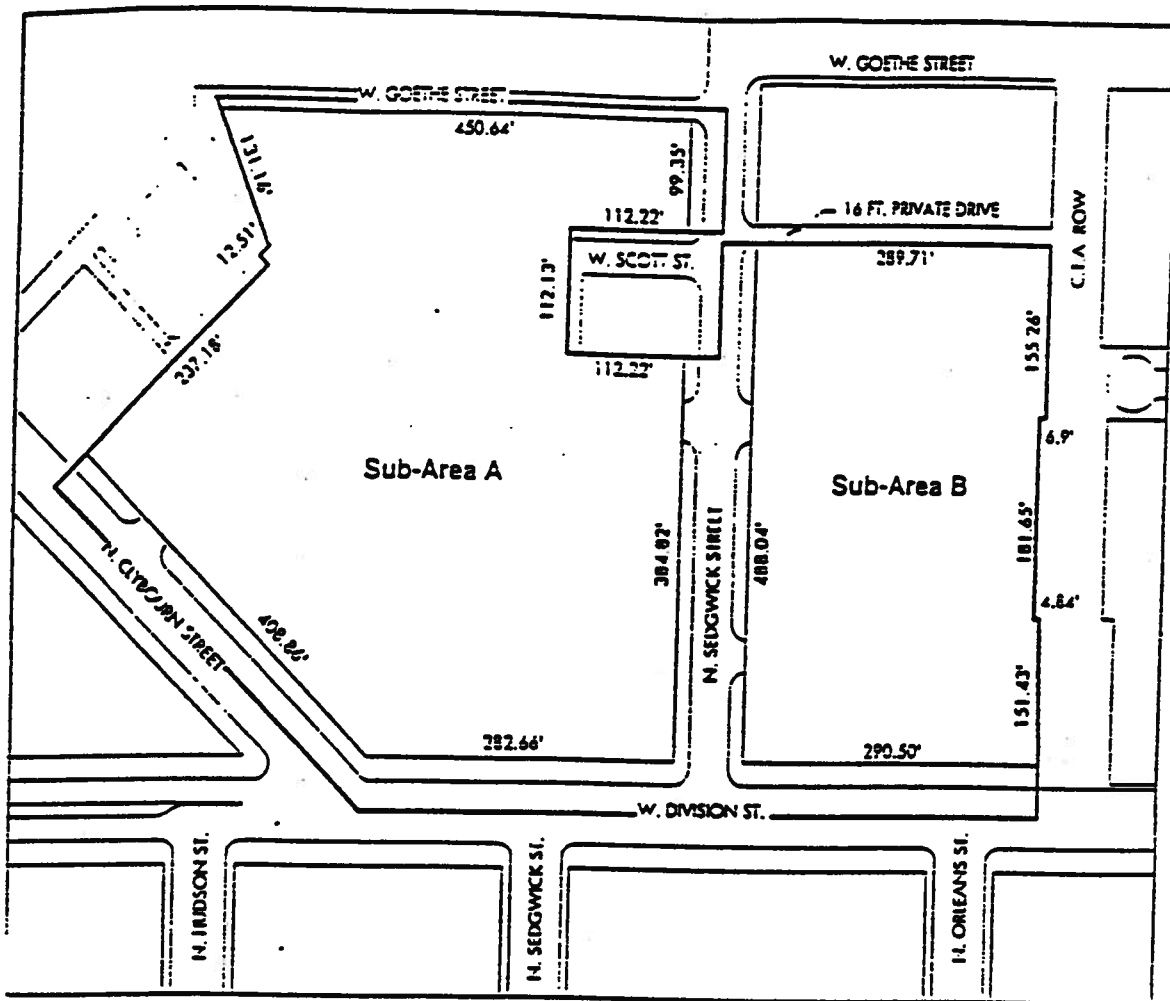 W. GOETHE STREET
W. GOETHE STREET
450.64'
131.16'
99.35'
112.22'
16 FT. PRIVATE DRIVE
12.51'
W. SCOTT ST.
289.71'
C.T.A ROW
112.13'
155.26'
237.18'
112.22'
6.9'
Sub-Area A
Sub-Area B
384.82'
N. SEDGWICK STREET
488.04'
181.65'
N. CLYBOURN STREET
408.86'
4.84'
151.43'
282.66'
290.50'
W. DIVISION ST.
N. HUDSON ST.
N. SEDGWICK ST.
N. ORLEANS ST.